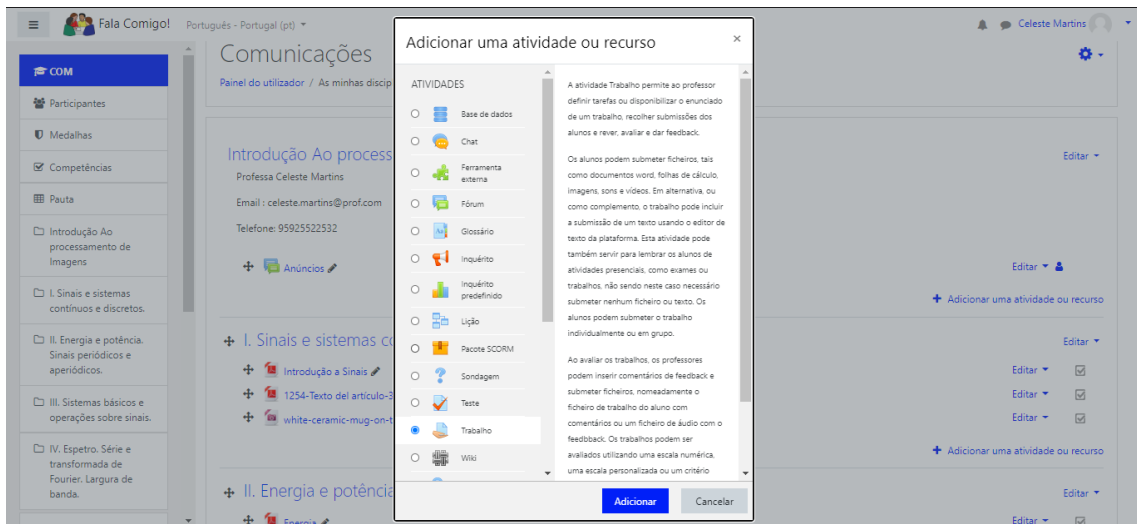 Fala Comigo!
Português - Portugal (pt)
Celeste Martins
COM
Participantes
Medalhas
Competências
Pauta
Introdução Ao
processamento de
Imagens
I. Sinais e sistemas
contínuos e discretos.
II. Energia e potência.
Sinais periódicos e
aperiódicos.
III. Sistemas básicos e
operações sobre sinais.
IV. Espetro. Série e
transformada de
Fourier. Largura de
banda.
Comunicações
Painel do utilizador / As minhas discip
Introdução Ao process
Editar
Professa Celeste Martins
Email : celeste.martins@prof.com
Telefone: 95925522532
Anúncios
Editar
+ Adicionar uma atividade ou recurso
I. Sinais e sistemas co
Editar
Introdução a Sinais
Editar
1254-Texto del artículo-3
Editar
white-ceramic-mug-on-t
Editar
+ Adicionar uma atividade ou recurso
II. Energia e potência
Editar
Energia
Editar
Adicionar uma atividade ou recurso
×
ATIVIDADES
Base de dados
Chat
Ferramenta
externa
Fórum
Glossário
Inquérito
Inquérito
predefinido
Lição
Pacote SCORM
Sondagem
Teste
Trabalho
Wiki
A atividade Trabalho permite ao professor
definir tarefas ou disponibilizar o enunciado
de um trabalho, recolher submissões dos
alunos e rever, avaliar e dar feedback.
Os alunos podem submeter ficheiros, tais
como documentos word, folhas de cálculo,
imagens, sons e vídeos. Em alternativa, ou
como complemento, o trabalho pode incluir
a submissão de um texto usando o editor de
texto da plataforma. Esta atividade pode
também servir para lembrar os alunos de
atividades presenciais, como exames ou
trabalhos, não sendo neste caso necessário
submeter nenhum ficheiro ou texto. Os
alunos podem submeter o trabalho
individualmente ou em grupo.
Ao avaliar os trabalhos, os professores
podem inserir comentários de feedback e
submeter ficheiros, nomeadamente o
ficheiro de trabalho do aluno com
comentários ou um ficheiro de áudio com o
feedbback. Os trabalhos podem ser
avaliados utilizando uma escala numérica,
uma escala personalizada ou um critério
Adicionar
Cancelar